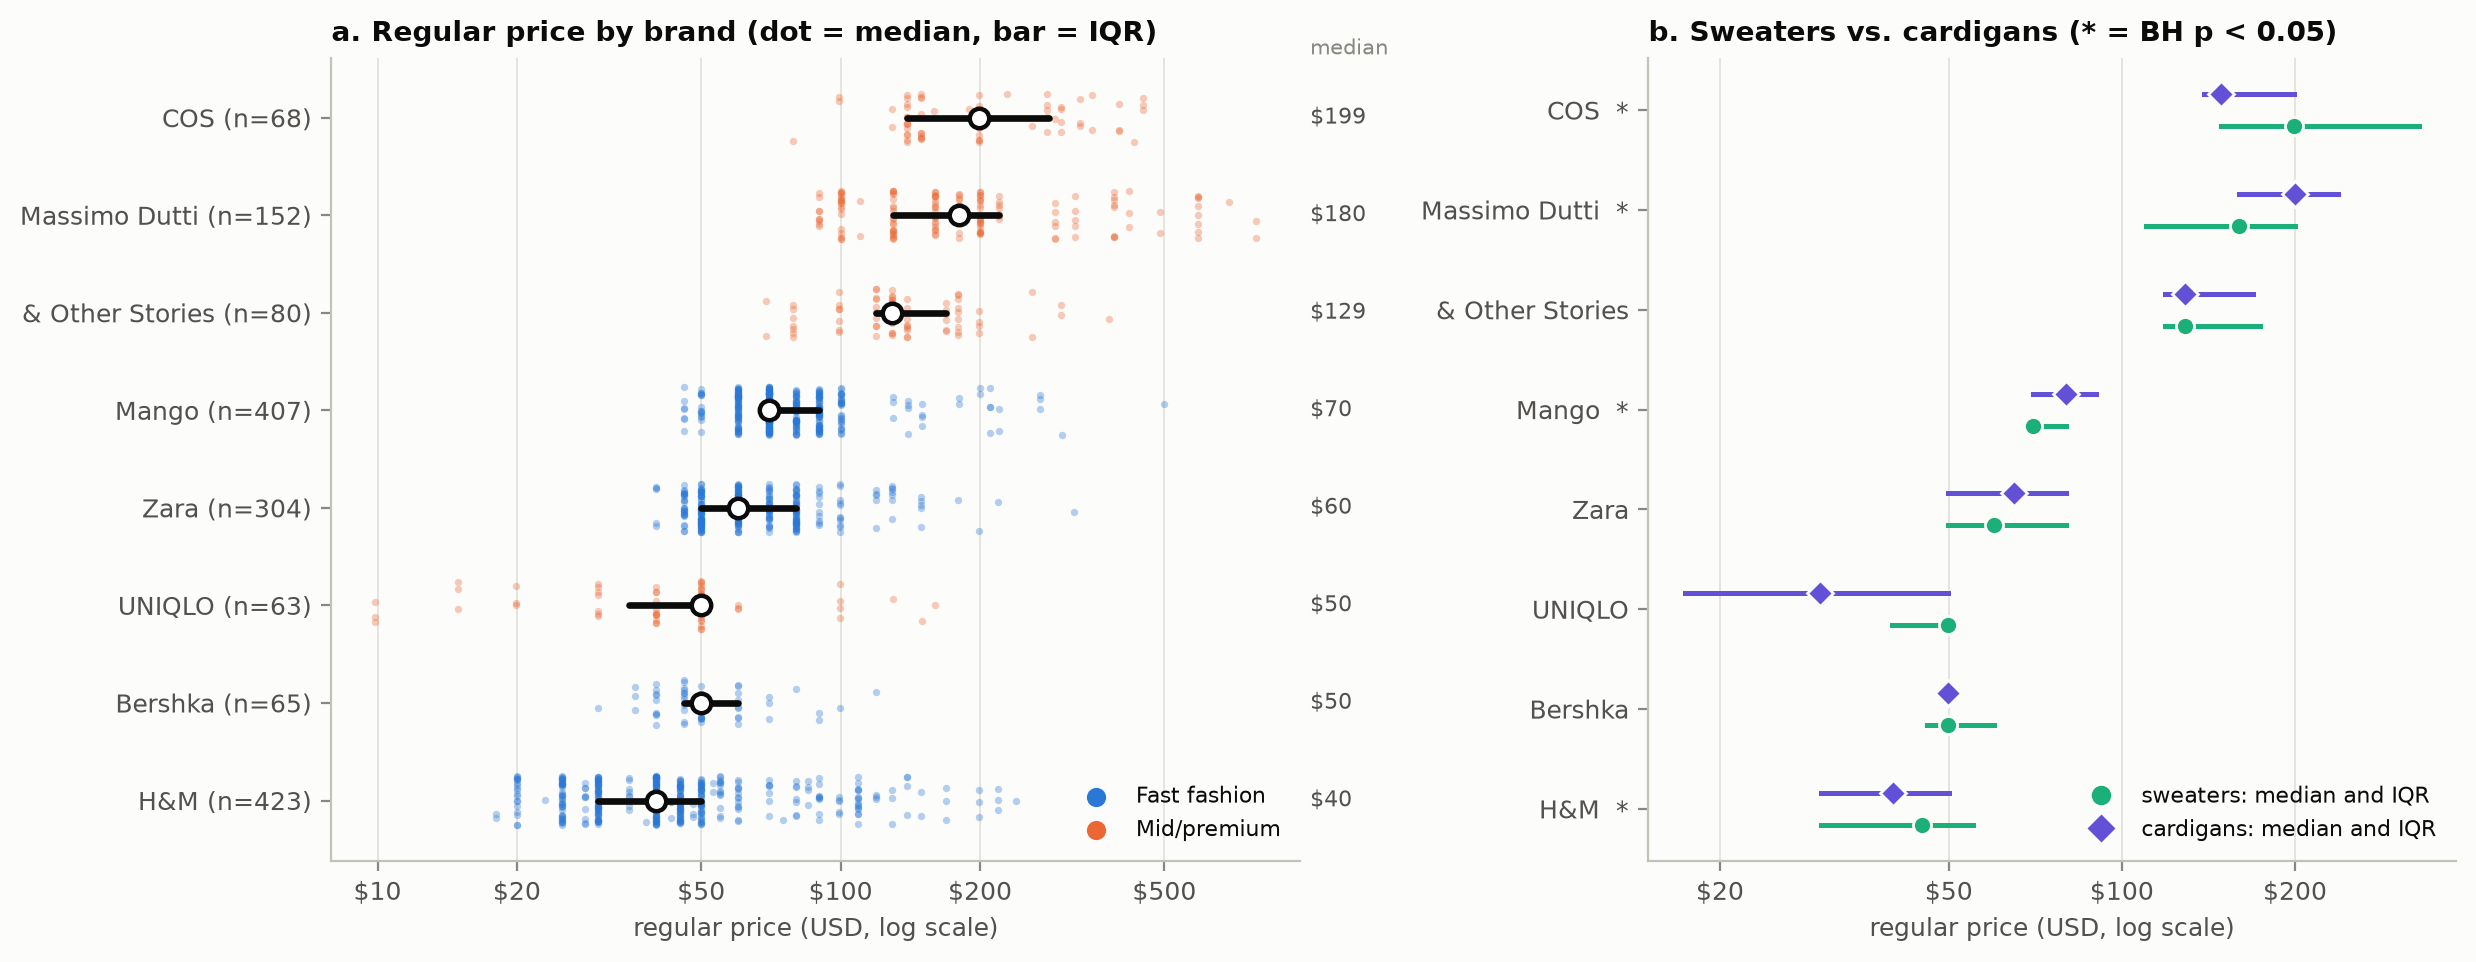 a. Regular price by brand (dot = median, bar = IQR)
median
COS (n=68)
$199
Massimo Dutti (n=152)
$180
& Other Stories (n=80)
$129
Mango (n=407)
$70
Zara (n=304)
$60
UNIQLO (n=63)
$50
Bershka (n=65)
$50
H&M (n=423)
$40
Fast fashion
Mid/premium
$10 $20 $50 $100 $200 $500
regular price (USD, log scale)
b. Sweaters vs. cardigans (* = BH p < 0.05)
COS *
Massimo Dutti *
& Other Stories
Mango *
Zara
UNIQLO
Bershka
H&M *
sweaters: median and IQR
cardigans: median and IQR
$20 $50 $100 $200
regular price (USD, log scale)